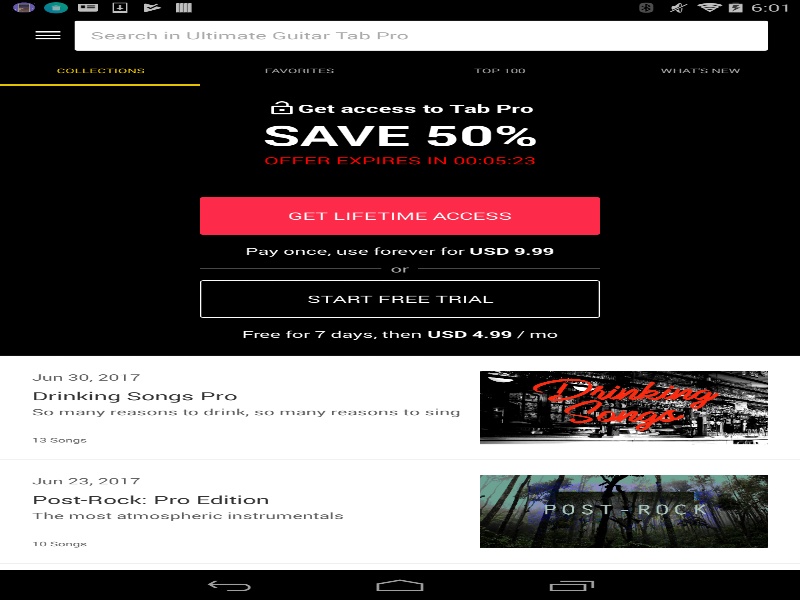 6:01
Search in Ultimate Guitar Tab Pro
COLLECTIONS
FAVORITES
TOP 100
WHAT'S NEW
Get access to Tab Pro
SAVE 50%
OFFER EXPIRES IN 00:05:23
GET LIFETIME ACCESS
Pay once, use forever for USD 9.99
or
START FREE TRIAL
Free for 7 days, then USD 4.99 / mo
Jun 30, 2017
Drinking Songs Pro
So many reasons to drink, so many reasons to sing
13 Songs
Drinking
Songs
Jun 23, 2017
Post-Rock: Pro Edition
The most atmospheric instrumentals
10 Songs
POST-ROCK